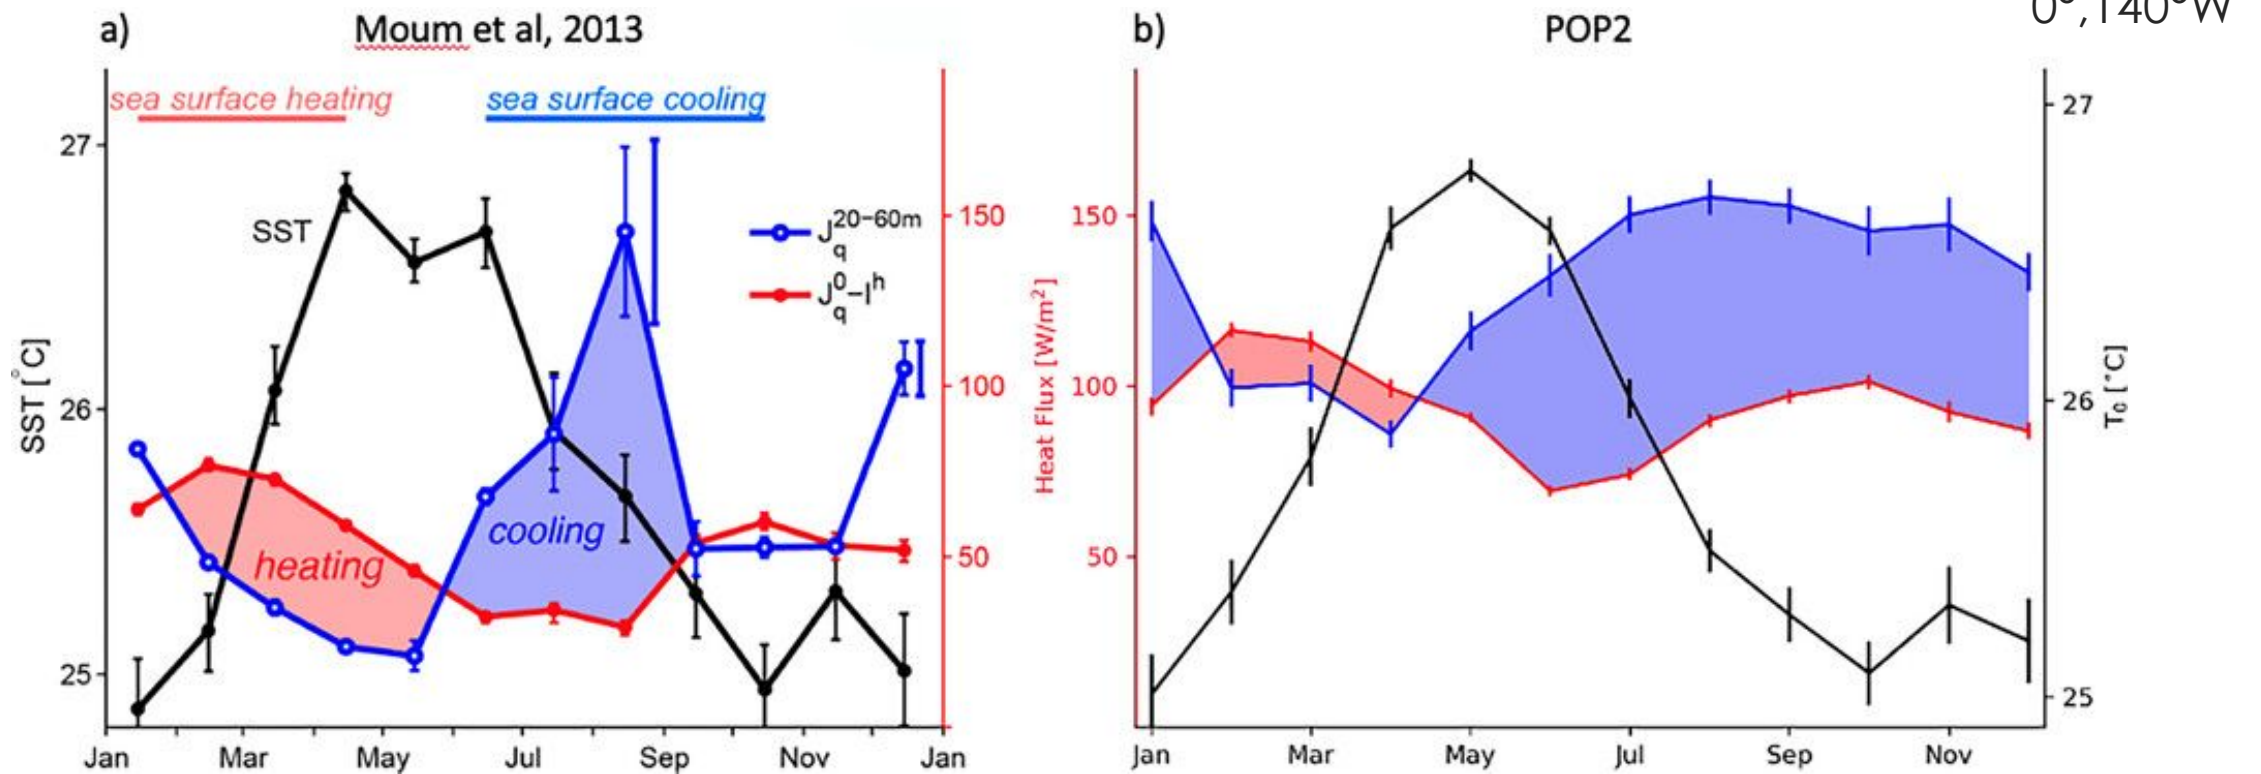 0°,140°W
a)
Moum et al, 2013
sea surface heating
sea surface cooling
27
26
25
SST [°C]
SST
J_q^{20−60m}
J_q^0−I^h
heating
cooling
150
100
50
Jan
Mar
May
Jul
Sep
Nov
Jan
b)
POP2
Heat Flux [W/m²]
150
100
50
27
26
25
T₀ [°C]
Jan
Mar
May
Jul
Sep
Nov